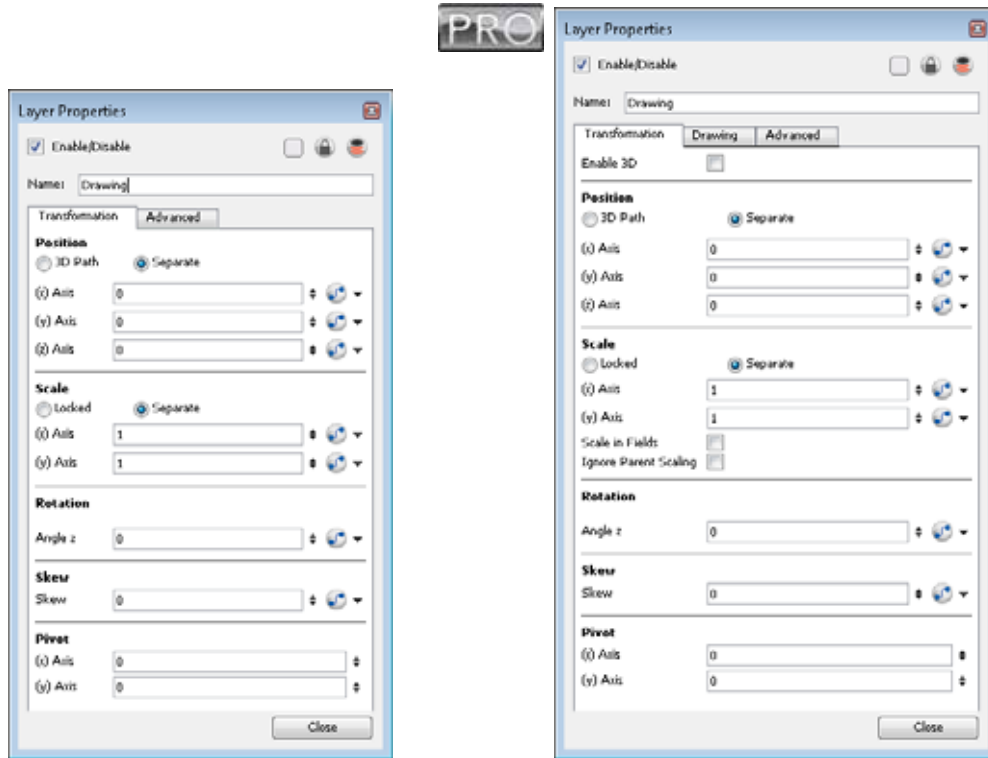 PRO
Layer Properties
Enable/Disable
Name: Drawing
Transformation Advanced
Position
3D Path Separate
(x) Axis 0
(y) Axis 0
(z) Axis 0
Scale
Locked Separate
(x) Axis 1
(y) Axis 1
Rotation
Angle z 0
Skew
Skew 0
Pivot
(x) Axis 0
(y) Axis 0
Close
Layer Properties
Enable/Disable
Name: Drawing
Transformation Drawing Advanced
Enable 3D
Position
3D Path Separate
(x) Axis 0
(y) Axis 0
(z) Axis 0
Scale
Locked Separate
(x) Axis 1
(y) Axis 1
Scale in Fields
Ignore Parent Scaling
Rotation
Angle z 0
Skew
Skew 0
Pivot
(x) Axis 0
(y) Axis 0
Close